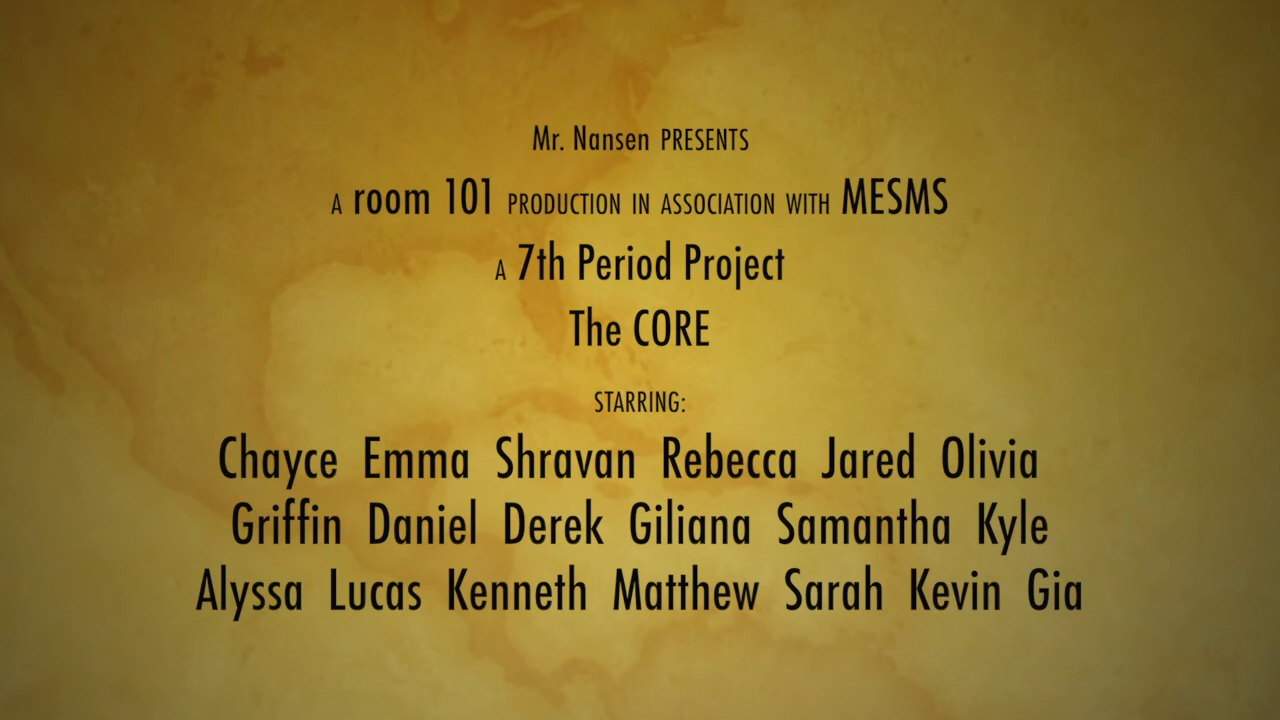 Mr. Nansen PRESENTS
A room 101 PRODUCTION IN ASSOCIATION WITH MESMS
A 7th Period Project
The CORE
STARRING:
Chayce Emma Shravan Rebecca Jared Olivia
Griffin Daniel Derek Giliana Samantha Kyle
Alyssa Lucas Kenneth Matthew Sarah Kevin Gia